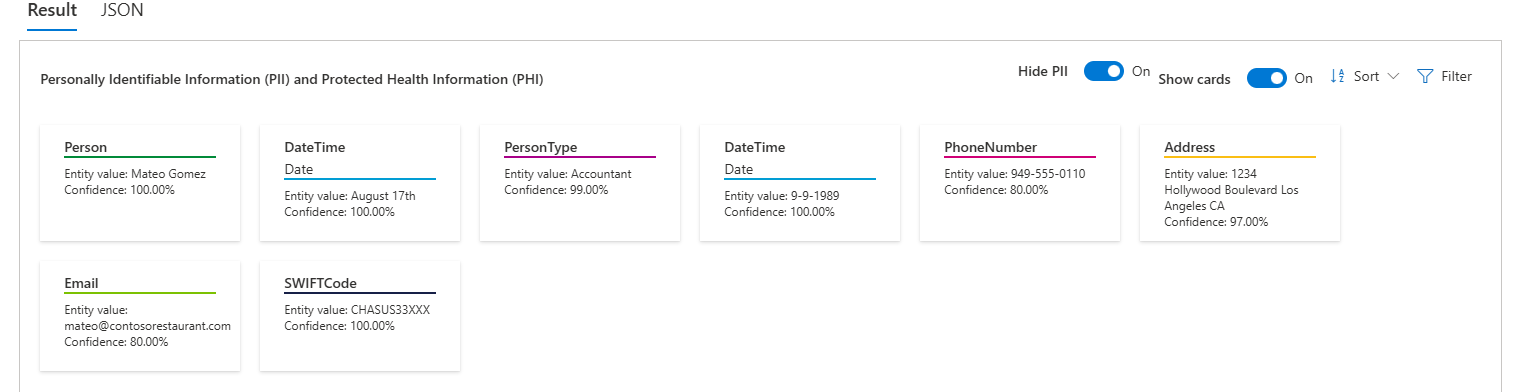 Result JSON
Personally Identifiable Information (PII) and Protected Health Information (PHI)
Hide PII On Show cards On Sort Filter
Person
Entity value: Mateo Gomez
Confidence: 100.00%
DateTime
Date
Entity value: August 17th
Confidence: 100.00%
PersonType
Entity value: Accountant
Confidence: 99.00%
DateTime
Date
Entity value: 9-9-1989
Confidence: 100.00%
PhoneNumber
Entity value: 949-555-0110
Confidence: 80.00%
Address
Entity value: 1234
Hollywood Boulevard Los
Angeles CA
Confidence: 97.00%
Email
Entity value:
mateo@contosorestaurant.com
Confidence: 80.00%
SWIFTCode
Entity value: CHASUS33XXX
Confidence: 100.00%